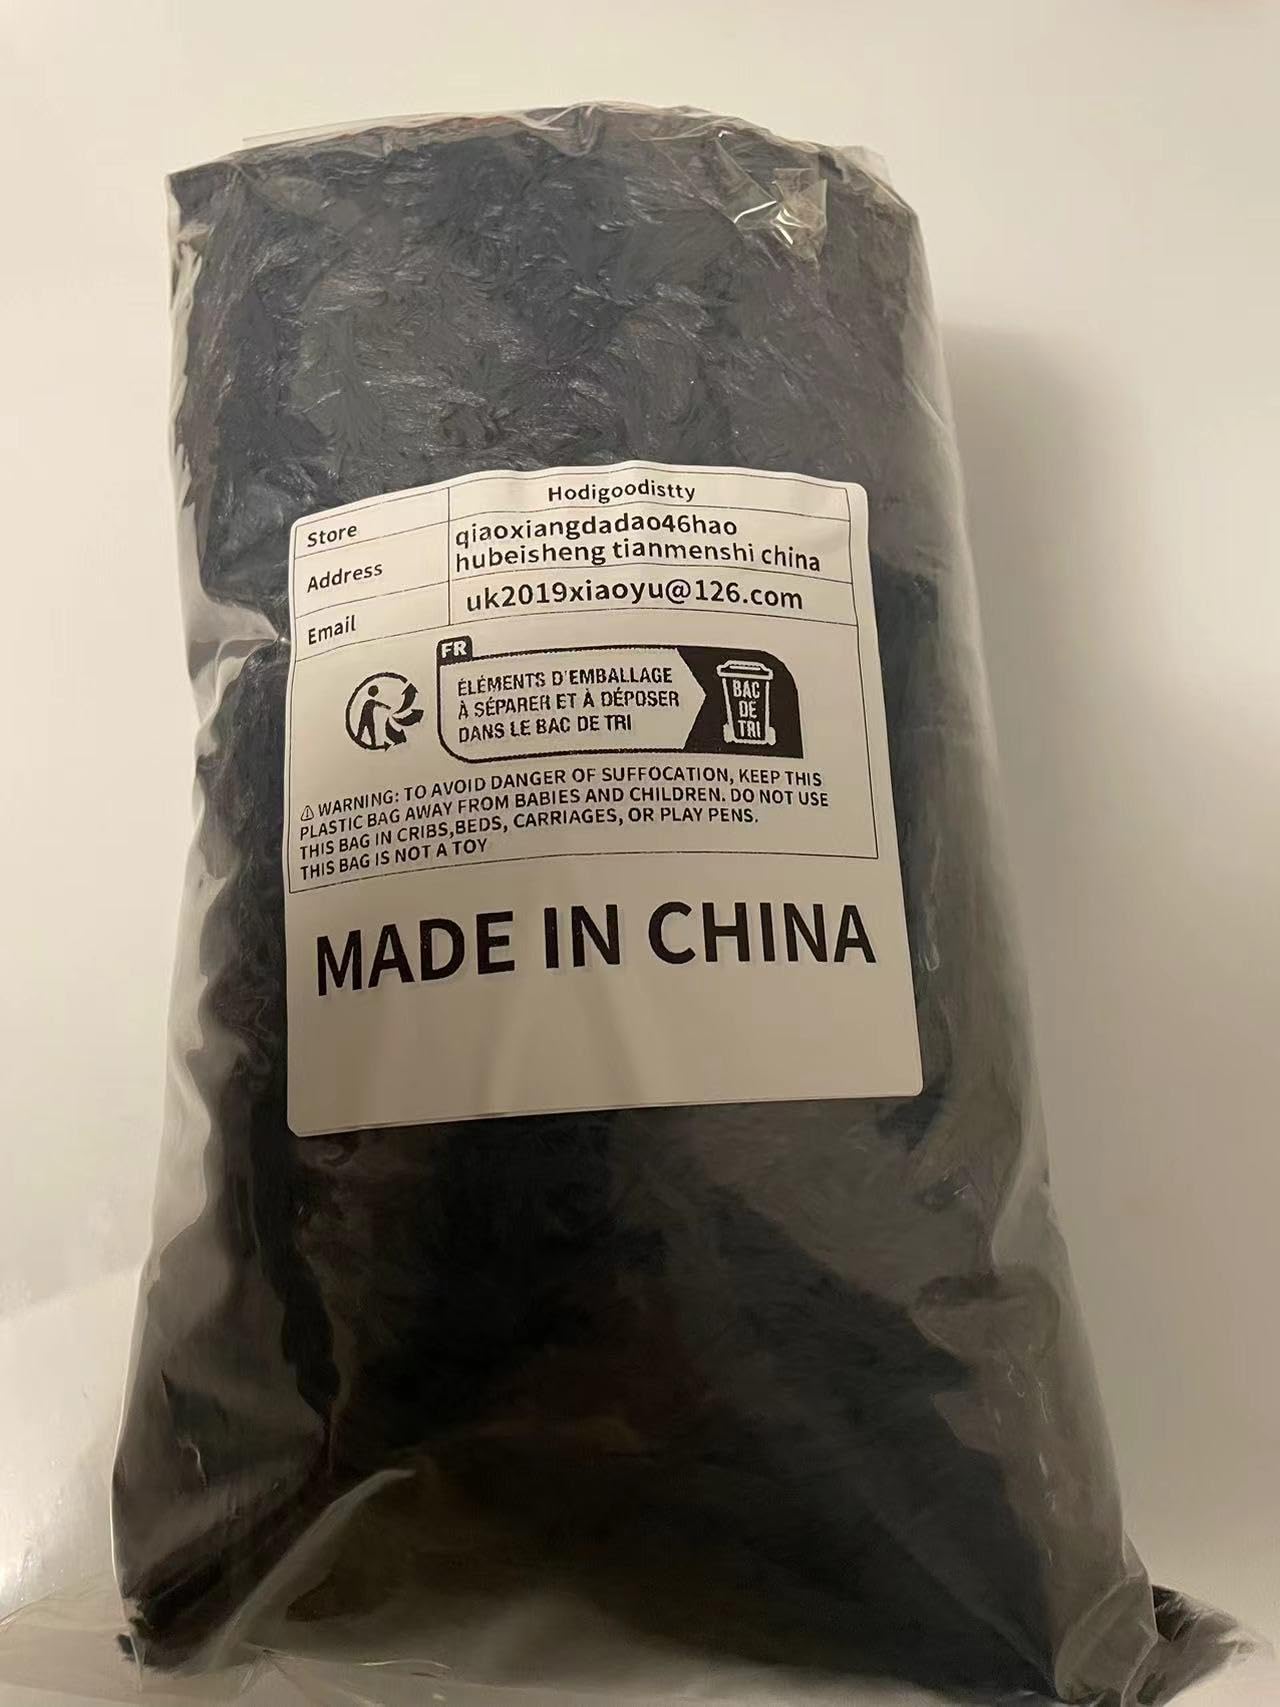 Store
Hodigoodistty
Address
qiaoxiangdadao46hao
hubeisheng tianmenshi china
Email
uk2019xiaoyu@126.com
FR
ÉLÉMENTS D'EMBALLAGE
À SÉPARER ET À DÉPOSER
DANS LE BAC DE TRI
BAC
DE
TRI
⚠ WARNING: TO AVOID DANGER OF SUFFOCATION, KEEP THIS
PLASTIC BAG AWAY FROM BABIES AND CHILDREN. DO NOT USE
THIS BAG IN CRIBS,BEDS, CARRIAGES, OR PLAY PENS.
THIS BAG IS NOT A TOY
MADE IN CHINA